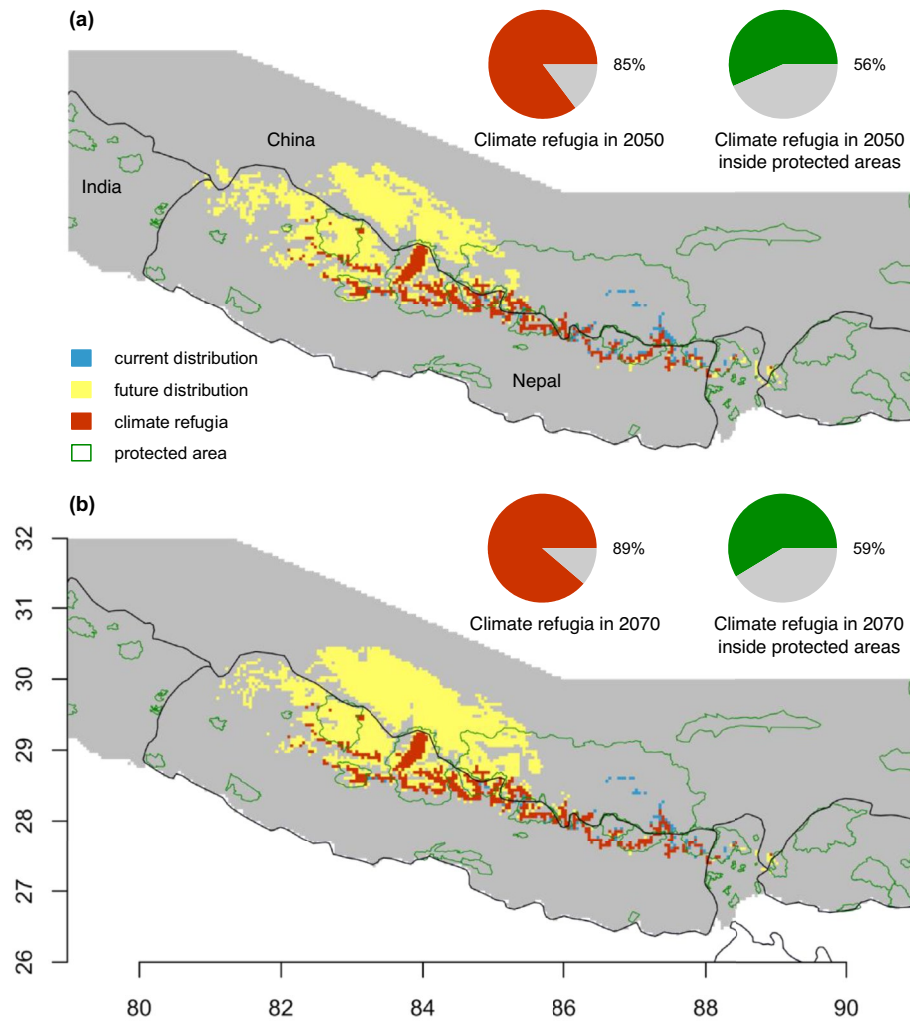 (a)
85%
56%
Climate refugia in 2050
Climate refugia in 2050
inside protected areas
China
India
Nepal
current distribution
future distribution
climate refugia
protected area
(b)
89%
59%
Climate refugia in 2070
Climate refugia in 2070
inside protected areas
32
31
30
29
28
27
26
80
82
84
86
88
90